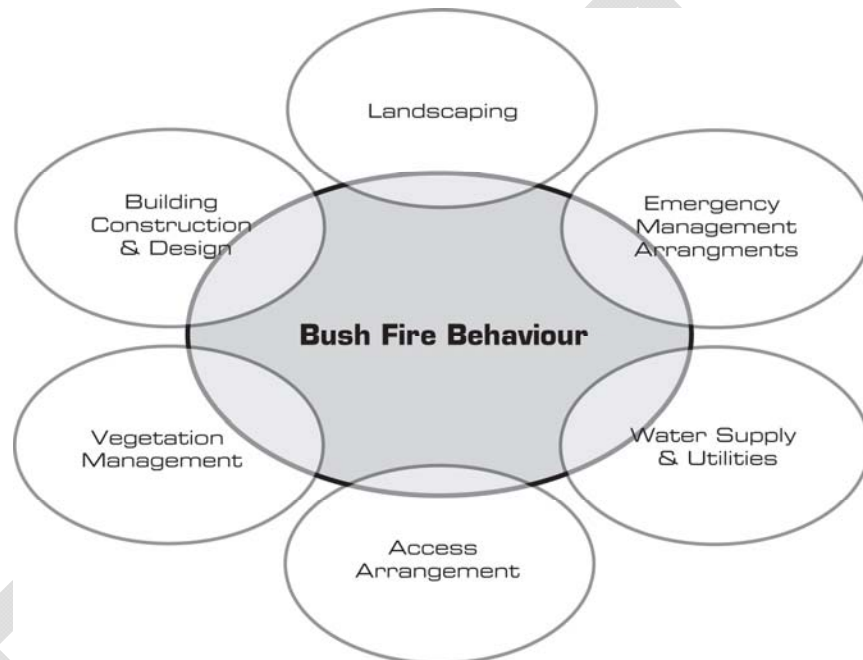 Landscaping
Building
Construction
& Design
Emergency
Management
Arrangments
Bush Fire Behaviour
Vegetation
Management
Water Supply
& Utilities
Access
Arrangement